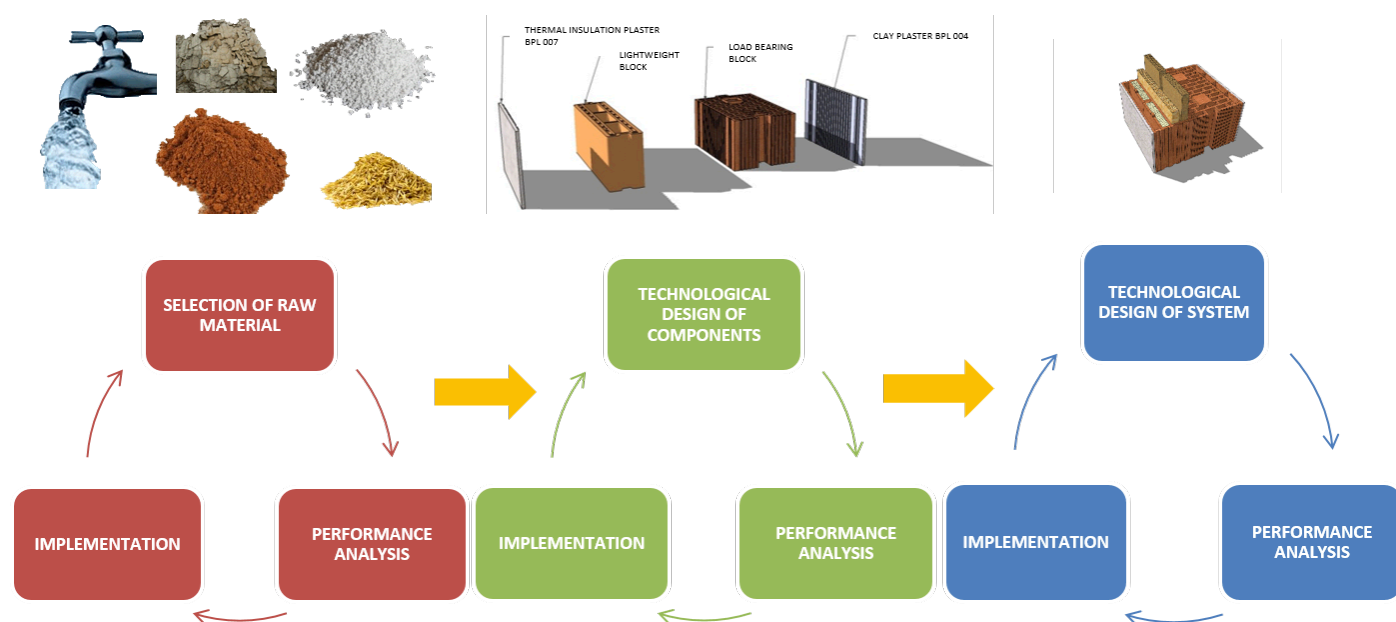 THERMAL INSULATION PLASTER
BPL 007
LIGHTWEIGHT
BLOCK
LOAD BEARING
BLOCK
CLAY PLASTER BPL 004
SELECTION OF RAW
MATERIAL
TECHNOLOGICAL
DESIGN OF
COMPONENTS
TECHNOLOGICAL
DESIGN OF SYSTEM
IMPLEMENTATION
PERFORMANCE
ANALYSIS
IMPLEMENTATION
PERFORMANCE
ANALYSIS
IMPLEMENTATION
PERFORMANCE
ANALYSIS